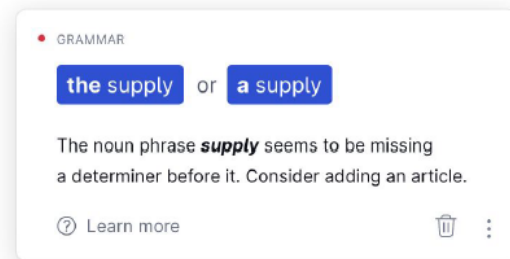 GRAMMAR
the supply or a supply
The noun phrase supply seems to be missing
a determiner before it. Consider adding an article.
Learn more